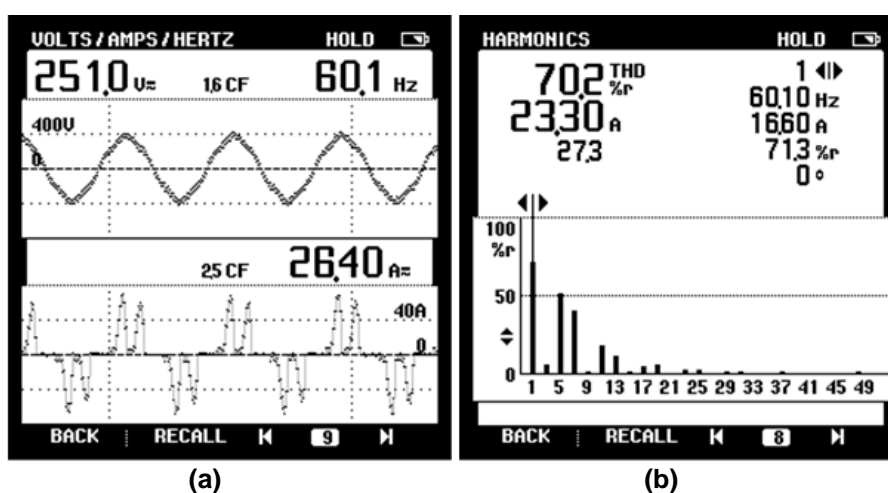 VOLTS/AMPS/HERTZ HOLD
251.0 V≂ 1.6 CF 60.1 Hz
400V
0
2.5 CF 26.40 A≂
40A
0
BACK RECALL 9
(a)
HARMONICS HOLD
70.2 THD %r 1
23.30 A 60.10 Hz
27.3 16.60 A
71.3 %r
0 °
100
%r
50
0
1 5 9 13 17 21 25 29 33 37 41 45 49
BACK RECALL 8
(b)